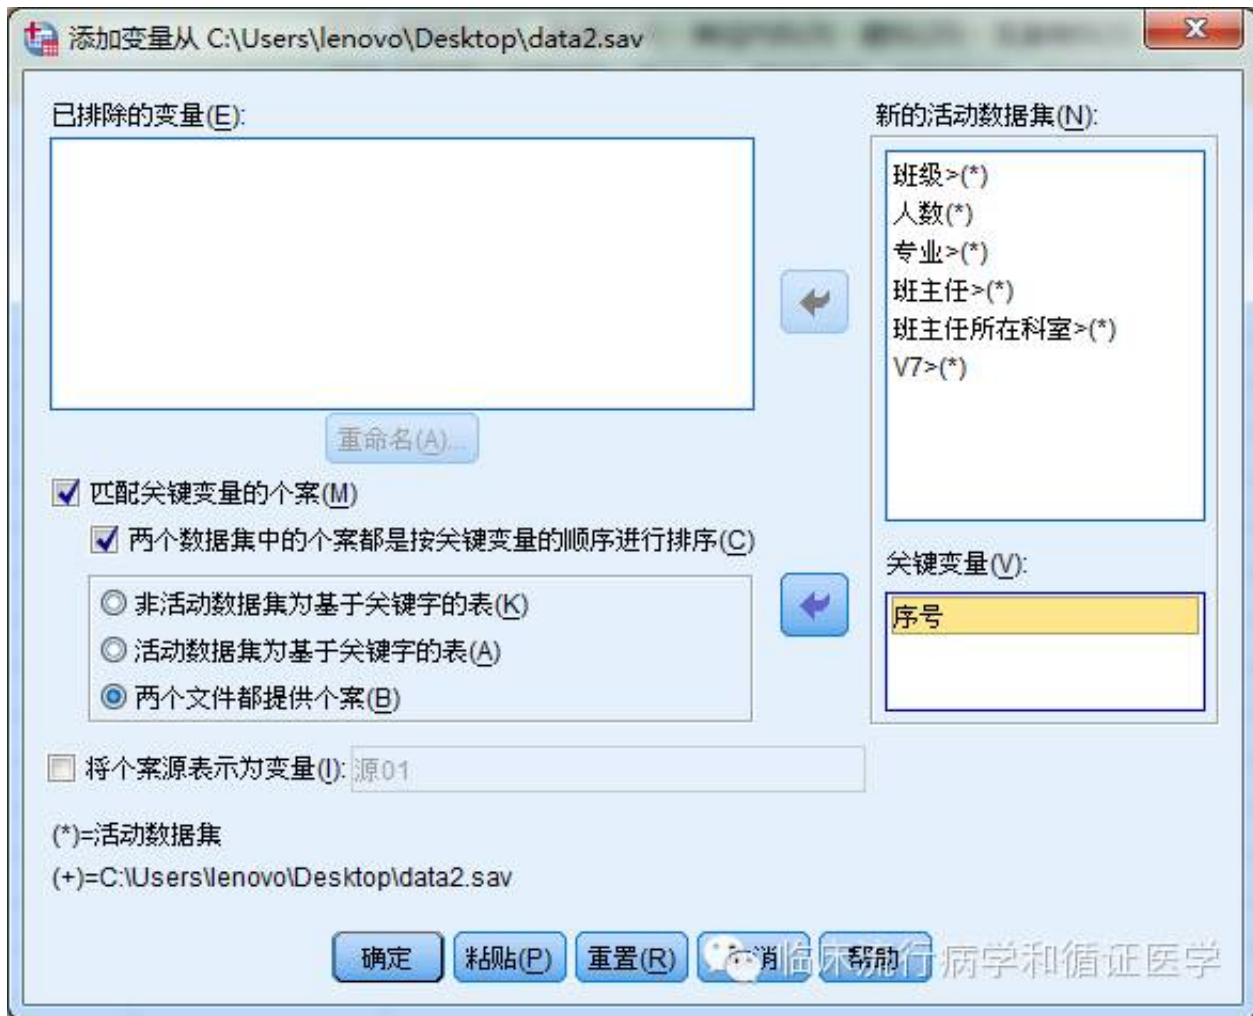 添加变量从 C:\Users\lenovo\Desktop\data2.sav
已排除的变量(E):
新的活动数据集(N):
班级>(*)
人数(*)
专业>(*)
班主任>(*)
班主任所在科室>(*)
V7>(*)
重命名(A)...
匹配关键变量的个案(M)
两个数据集中的个案都是按关键变量的顺序进行排序(C)
非活动数据集为基于关键字的表(K)
活动数据集为基于关键字的表(A)
两个文件都提供个案(B)
关键变量(V):
序号
将个案源表示为变量(I): 源01
(*)=活动数据集
(+)=C:\Users\lenovo\Desktop\data2.sav
确定 粘贴(P) 重置(R) 取消 帮助
临床流行病学和循证医学